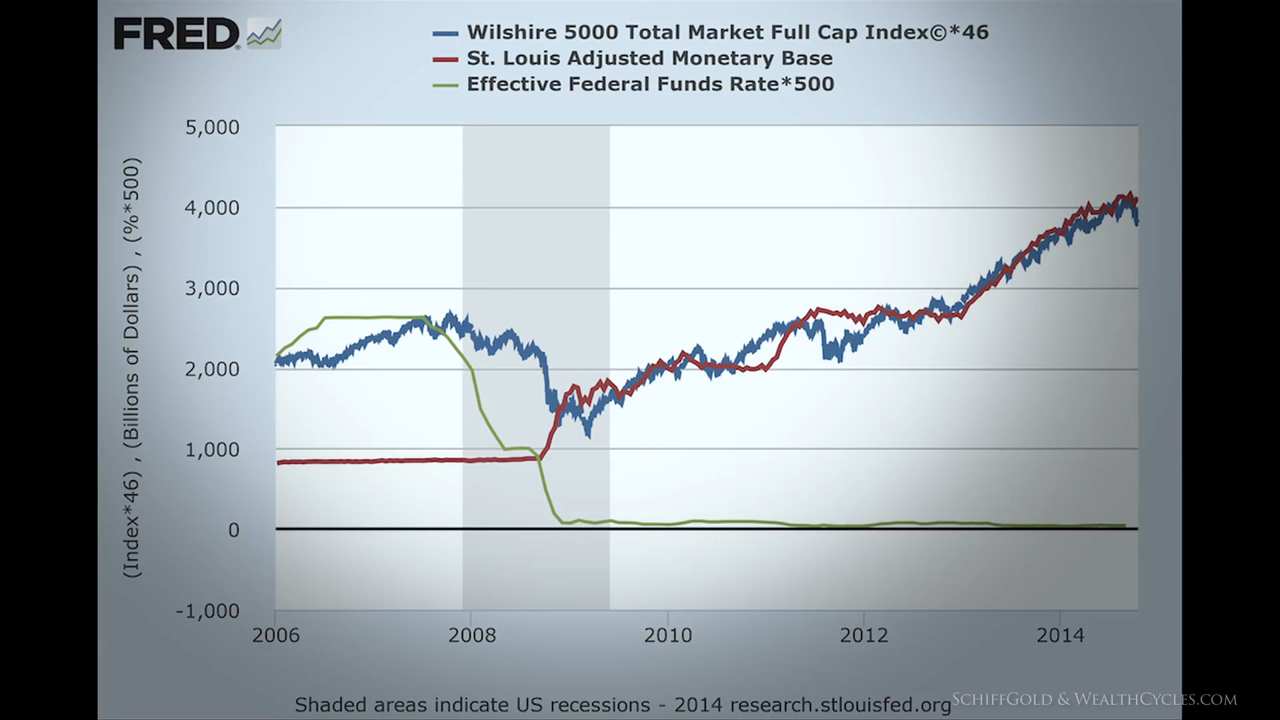 FRED
Wilshire 5000 Total Market Full Cap Index©*46
St. Louis Adjusted Monetary Base
Effective Federal Funds Rate*500
(Index*46) , (Billions of Dollars) , (%*500)
5,000
4,000
3,000
2,000
1,000
0
-1,000
2006 2008 2010 2012 2014
Shaded areas indicate US recessions - 2014 research.stlouisfed.org
SchiffGold & WealthCycles.com